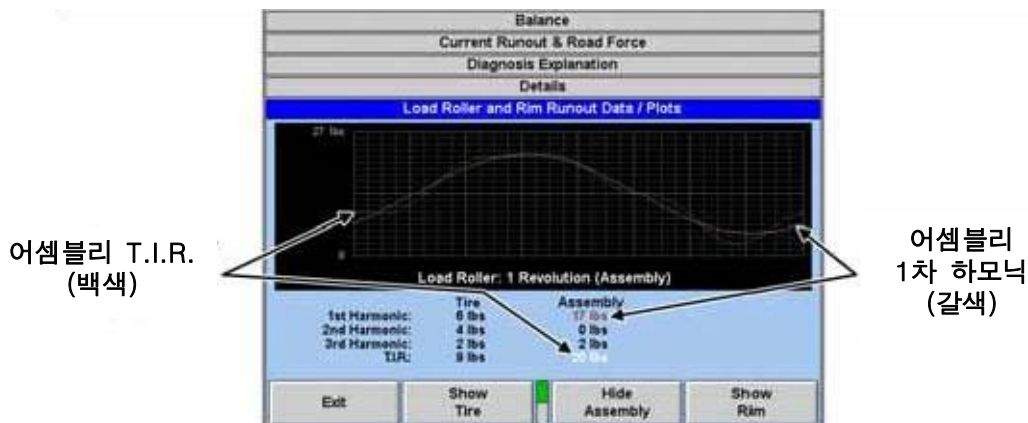 Balance
Current Runout & Road Force
Diagnosis Explanation
Details
Load Roller and Rim Runout Data / Plots
27 lbs
0
Load Roller: 1 Revolution (Assembly)
어셈블리 T.I.R.
(백색)
어셈블리
1차 하모닉
(갈색)
Tire Assembly
1st Harmonic: 6 lbs 17 lbs
2nd Harmonic: 4 lbs 0 lbs
3rd Harmonic: 2 lbs 2 lbs
T.I.R.: 9 lbs 20 lbs
Exit
Show
Tire
Hide
Assembly
Show
Rim